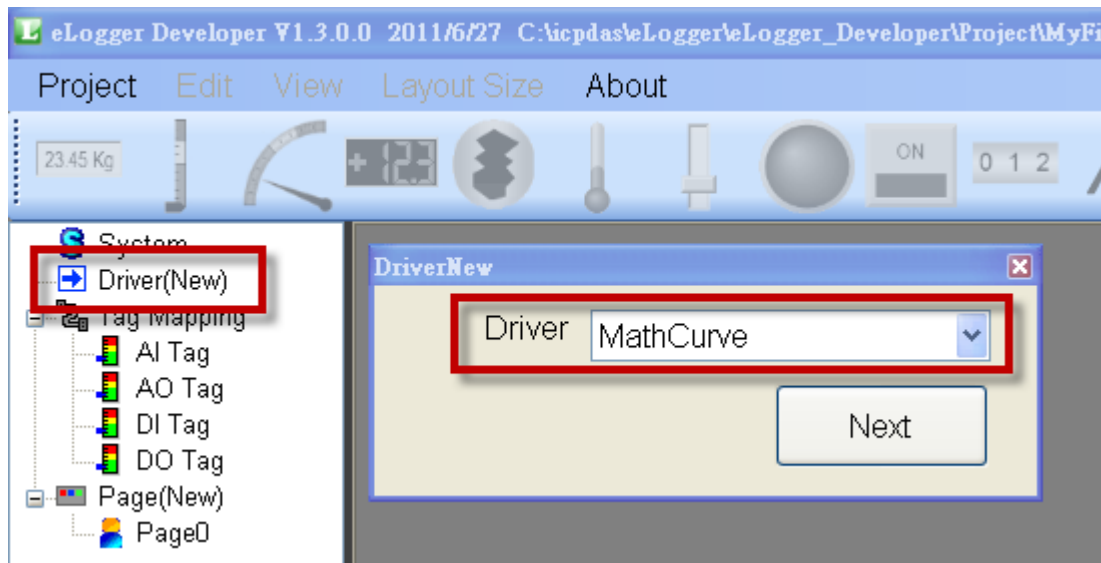 eLogger Developer V1.3.0.0 2011/6/27 C:\icpdas\eLogger\eLogger_Developer\Project\MyFi
Project Edit View Layout Size About
23.45 Kg
+ 12.3
ON
0 1 2
System
Driver(New)
Tag Mapping
AI Tag
AO Tag
DI Tag
DO Tag
Page(New)
Page0
DriverNew
Driver MathCurve
Next